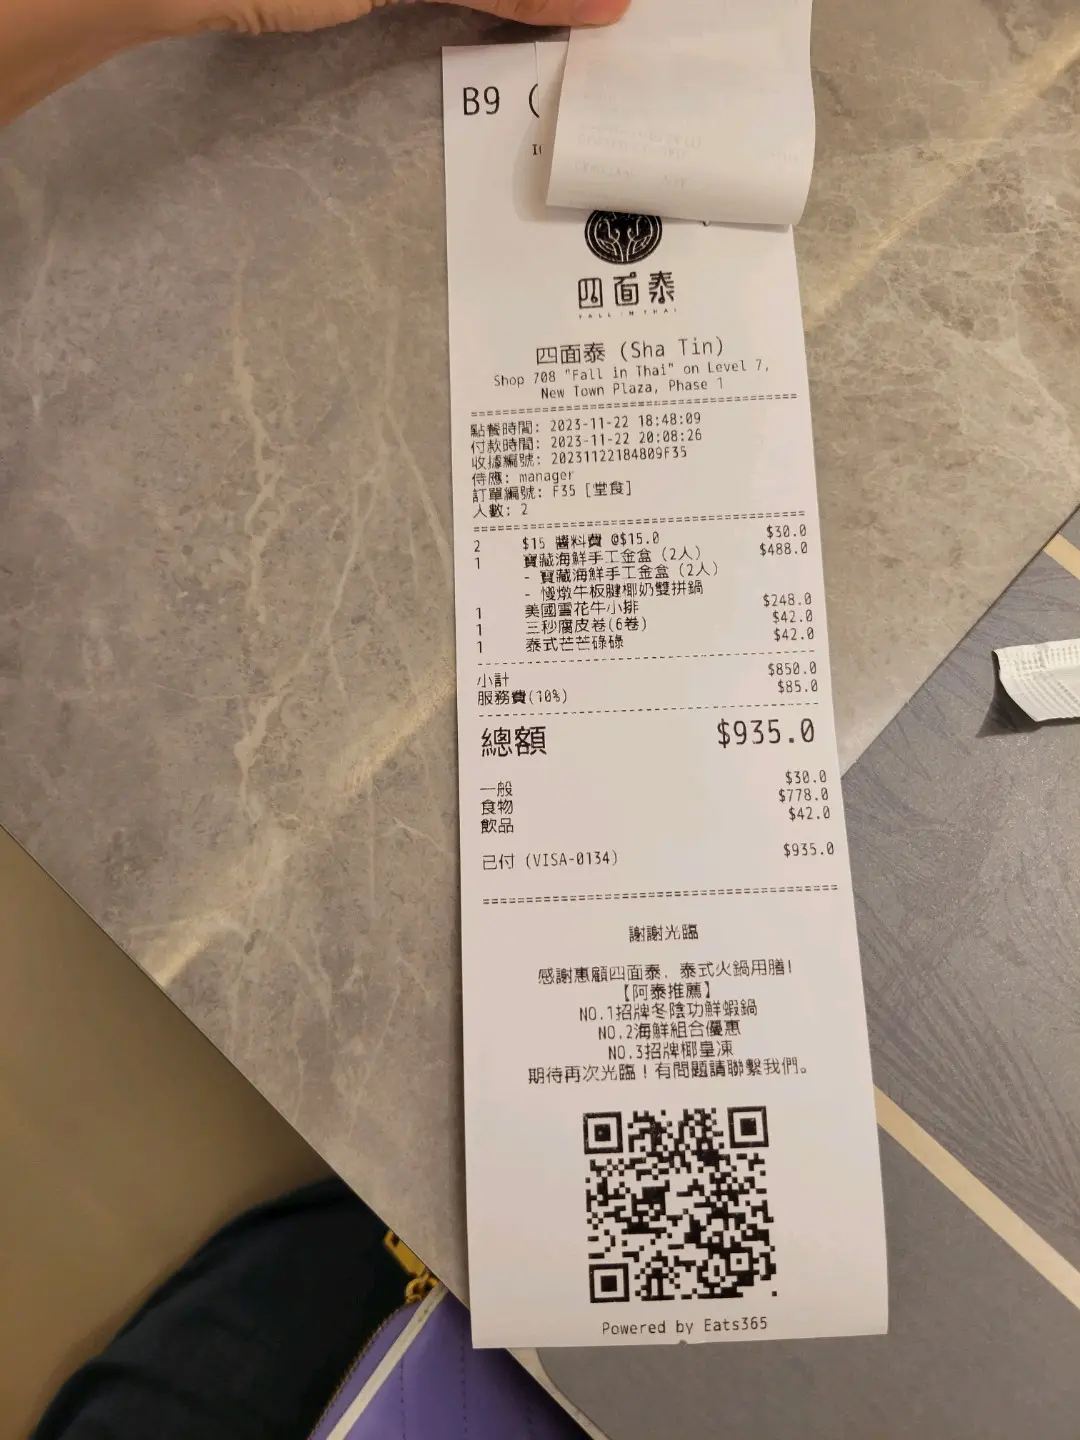 B9 (
四面泰
FALL IN THAI
四面泰 (Sha Tin)
Shop 708 "Fall in Thai" on Level 7,
New Town Plaza, Phase 1
點餐時間: 2023-11-22 18:48:09
付款時間: 2023-11-22 20:08:26
收據編號: 20231122184809F35
侍應: manager
訂單編號: F35 [堂食]
人數: 2
2 $15 醬料費 @$15.0 $30.0
1 寶藏海鮮手工金盒 (2人) $488.0
- 寶藏海鮮手工金盒 (2人)
- 慢燉牛板腱椰奶雙拼鍋
1 美國雪花牛小排 $248.0
1 三秒腐皮卷(6卷) $42.0
1 泰式芒芒碌碌 $42.0
小計 $850.0
服務費(10%) $85.0
總額 $935.0
一般 $30.0
食物 $778.0
飲品 $42.0
已付 (VISA-0134) $935.0
謝謝光臨
感謝惠顧四面泰, 泰式火鍋用膳!
【阿泰推薦】
NO.1招牌冬陰功鮮蝦鍋
NO.2海鮮組合優惠
NO.3招牌椰皇凍
期待再次光臨!有問題請聯繫我們。
Powered by Eats365